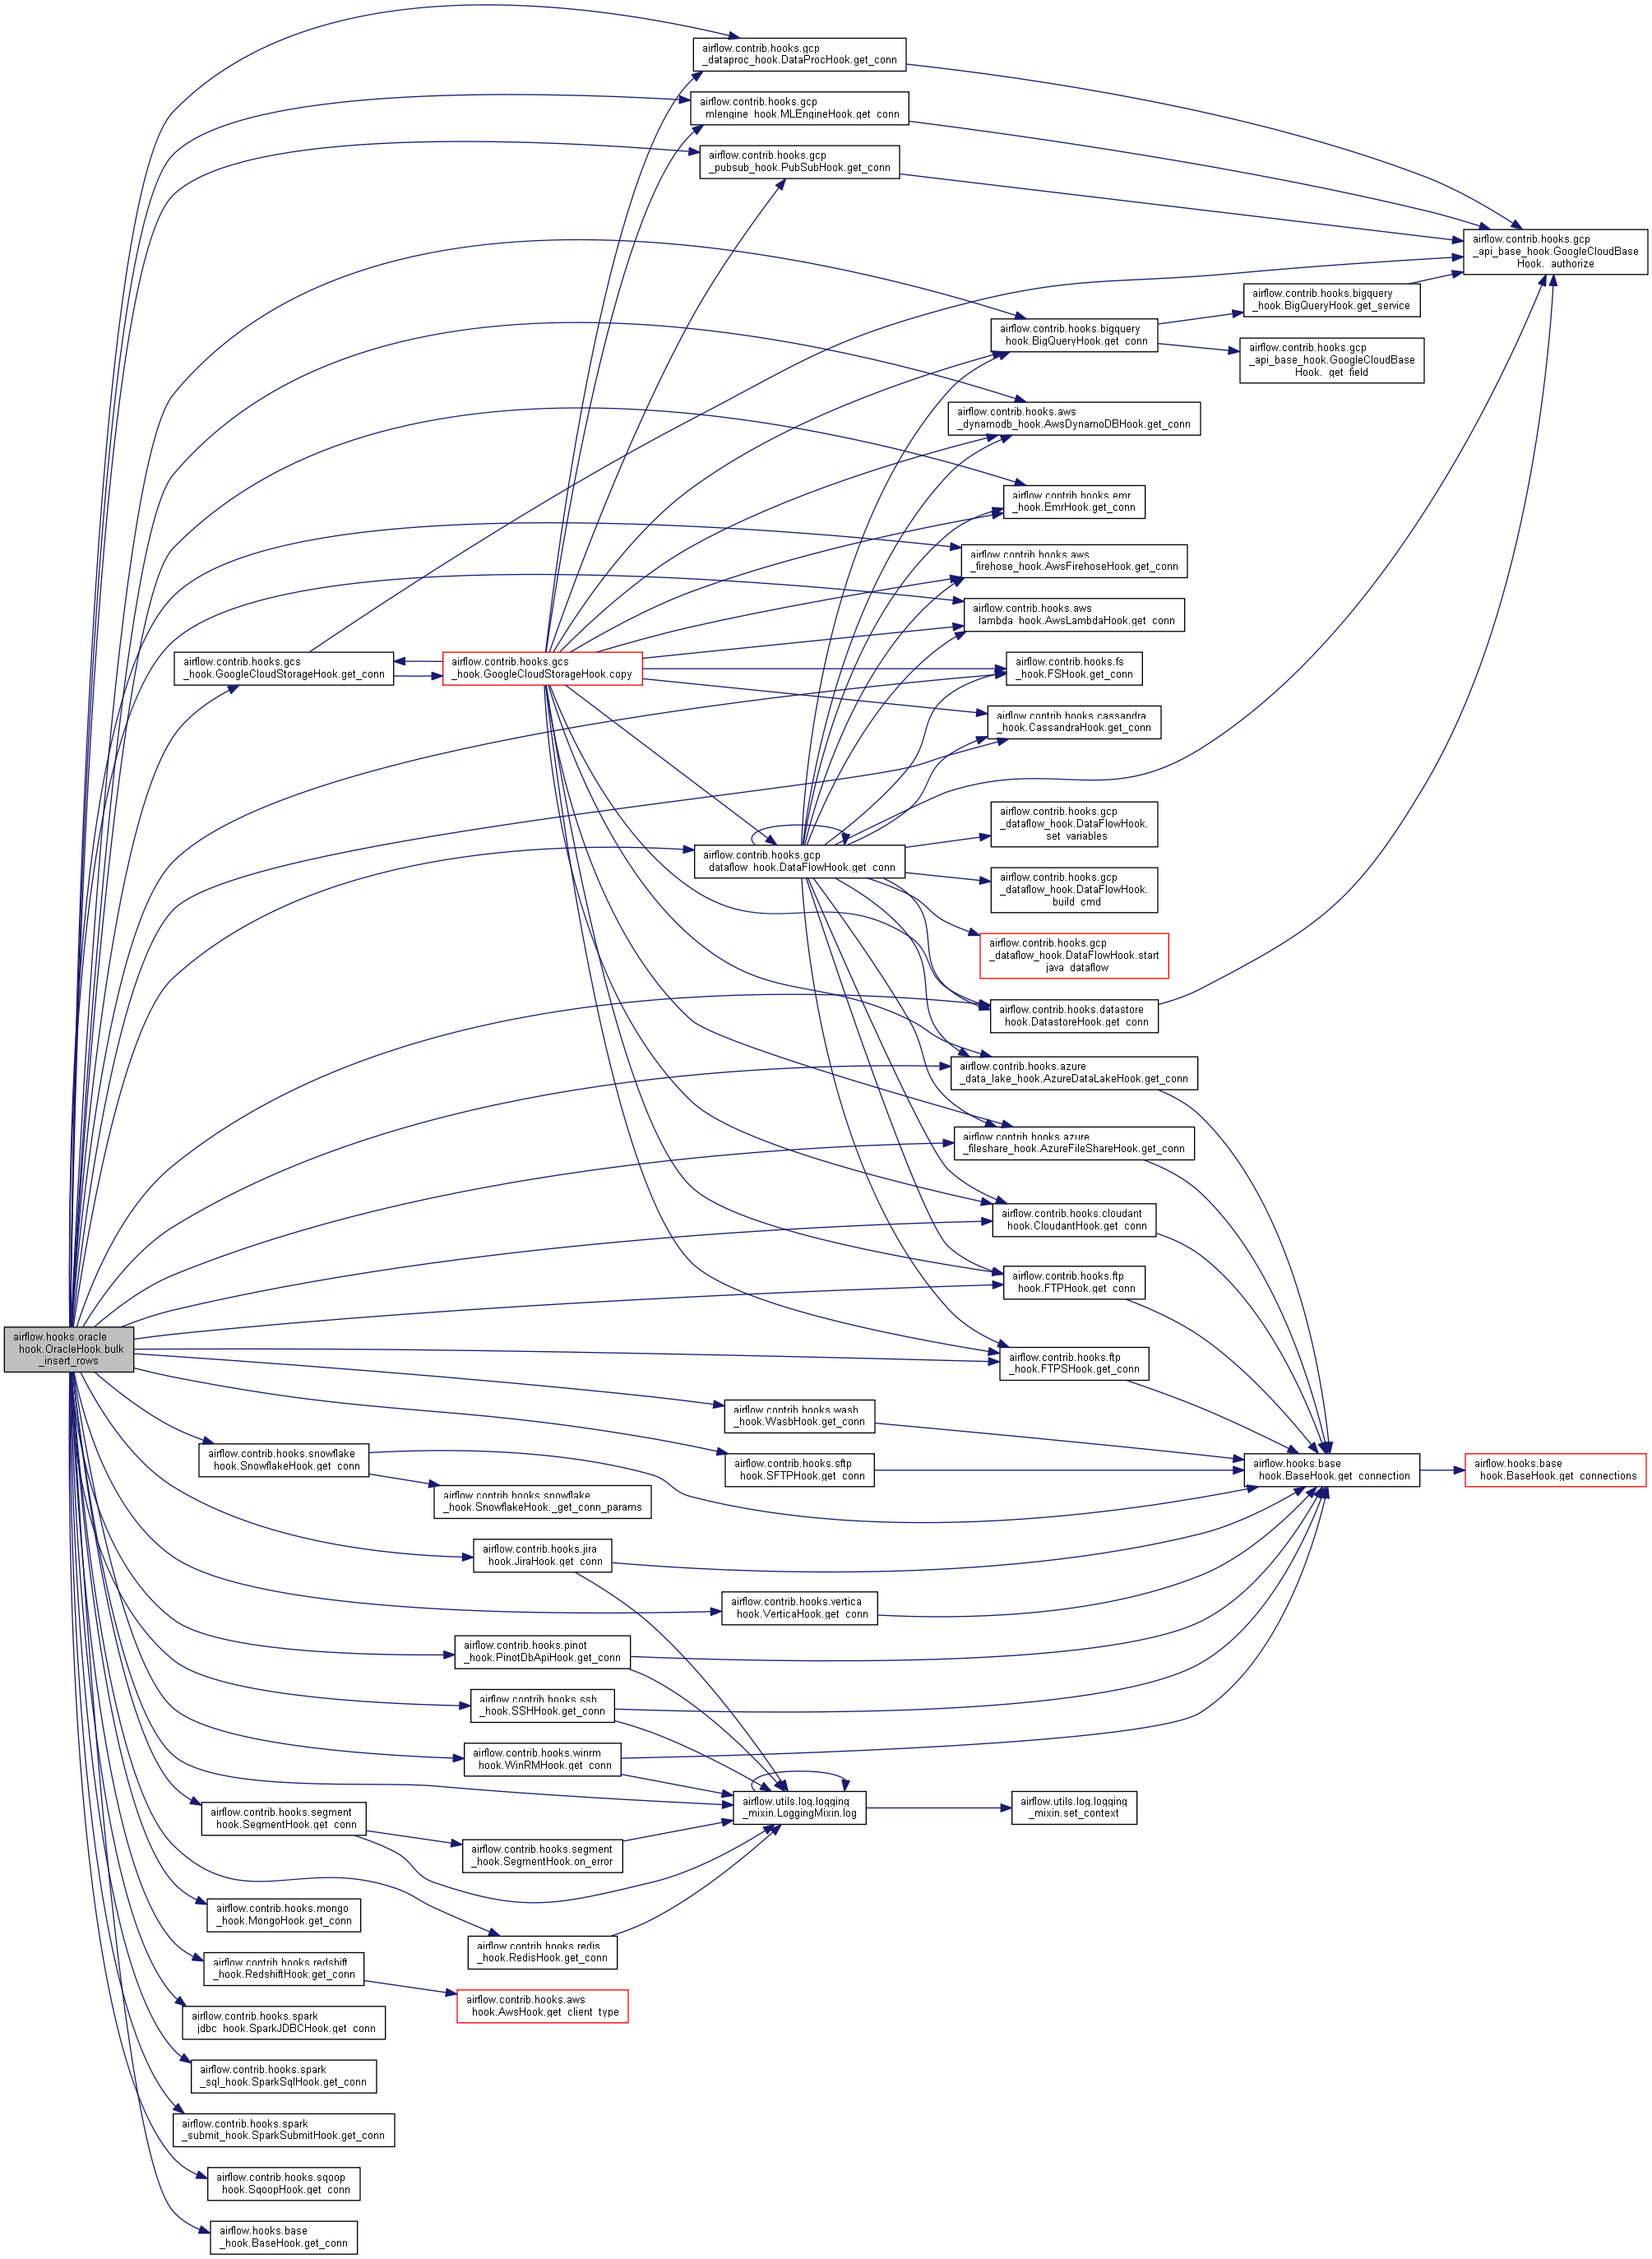 airflow.contrib.hooks.gcp
_dataproc_hook.DataProcHook.get_conn
airflow.contrib.hooks.gcp
_mlengine_hook.MLEngineHook.get_conn
airflow.contrib.hooks.gcp
_pubsub_hook.PubSubHook.get_conn
airflow.contrib.hooks.gcp
_api_base_hook.GoogleCloudBase
Hook._authorize
airflow.contrib.hooks.bigquery
_hook.BigQueryHook.get_service
airflow.contrib.hooks.bigquery
_hook.BigQueryHook.get_conn
airflow.contrib.hooks.gcp
_api_base_hook.GoogleCloudBase
Hook._get_field
airflow.contrib.hooks.aws
_dynamodb_hook.AwsDynamoDBHook.get_conn
airflow.contrib.hooks.emr
_hook.EmrHook.get_conn
airflow.contrib.hooks.aws
_firehose_hook.AwsFirehoseHook.get_conn
airflow.contrib.hooks.aws
_lambda_hook.AwsLambdaHook.get_conn
airflow.contrib.hooks.gcs
_hook.GoogleCloudStorageHook.get_conn
airflow.contrib.hooks.gcs
_hook.GoogleCloudStorageHook.copy
airflow.contrib.hooks.fs
_hook.FSHook.get_conn
airflow.contrib.hooks.cassandra
_hook.CassandraHook.get_conn
airflow.contrib.hooks.gcp
_dataflow_hook.DataFlowHook.
set_variables
airflow.contrib.hooks.gcp
_dataflow_hook.DataFlowHook.get_conn
airflow.contrib.hooks.gcp
_dataflow_hook.DataFlowHook.
build_cmd
airflow.contrib.hooks.gcp
_dataflow_hook.DataFlowHook.start
_java_dataflow
airflow.contrib.hooks.datastore
_hook.DatastoreHook.get_conn
airflow.contrib.hooks.azure
_data_lake_hook.AzureDataLakeHook.get_conn
airflow.contrib.hooks.azure
_fileshare_hook.AzureFileShareHook.get_conn
airflow.contrib.hooks.cloudant
_hook.CloudantHook.get_conn
airflow.contrib.hooks.ftp
_hook.FTPHook.get_conn
airflow.hooks.oracle
_hook.OracleHook.bulk
_insert_rows
airflow.contrib.hooks.ftp
_hook.FTPSHook.get_conn
airflow.contrib.hooks.wasb
_hook.WasbHook.get_conn
airflow.contrib.hooks.snowflake
_hook.SnowflakeHook.get_conn
airflow.contrib.hooks.sftp
_hook.SFTPHook.get_conn
airflow.hooks.base
_hook.BaseHook.get_connection
airflow.hooks.base
_hook.BaseHook.get_connections
airflow.contrib.hooks.snowflake
_hook.SnowflakeHook._get_conn_params
airflow.contrib.hooks.jira
_hook.JiraHook.get_conn
airflow.contrib.hooks.vertica
_hook.VerticaHook.get_conn
airflow.contrib.hooks.pinot
_hook.PinotDbApiHook.get_conn
airflow.contrib.hooks.ssh
_hook.SSHHook.get_conn
airflow.contrib.hooks.winrm
_hook.WinRMHook.get_conn
airflow.utils.log.logging
_mixin.LoggingMixin.log
airflow.utils.log.logging
_mixin.set_context
airflow.contrib.hooks.segment
_hook.SegmentHook.get_conn
airflow.contrib.hooks.segment
_hook.SegmentHook.on_error
airflow.contrib.hooks.mongo
_hook.MongoHook.get_conn
airflow.contrib.hooks.redis
_hook.RedisHook.get_conn
airflow.contrib.hooks.redshift
_hook.RedshiftHook.get_conn
airflow.contrib.hooks.aws
_hook.AwsHook.get_client_type
airflow.contrib.hooks.spark
_jdbc_hook.SparkJDBCHook.get_conn
airflow.contrib.hooks.spark
_sql_hook.SparkSqlHook.get_conn
airflow.contrib.hooks.spark
_submit_hook.SparkSubmitHook.get_conn
airflow.contrib.hooks.sqoop
_hook.SqoopHook.get_conn
airflow.hooks.base
_hook.BaseHook.get_conn